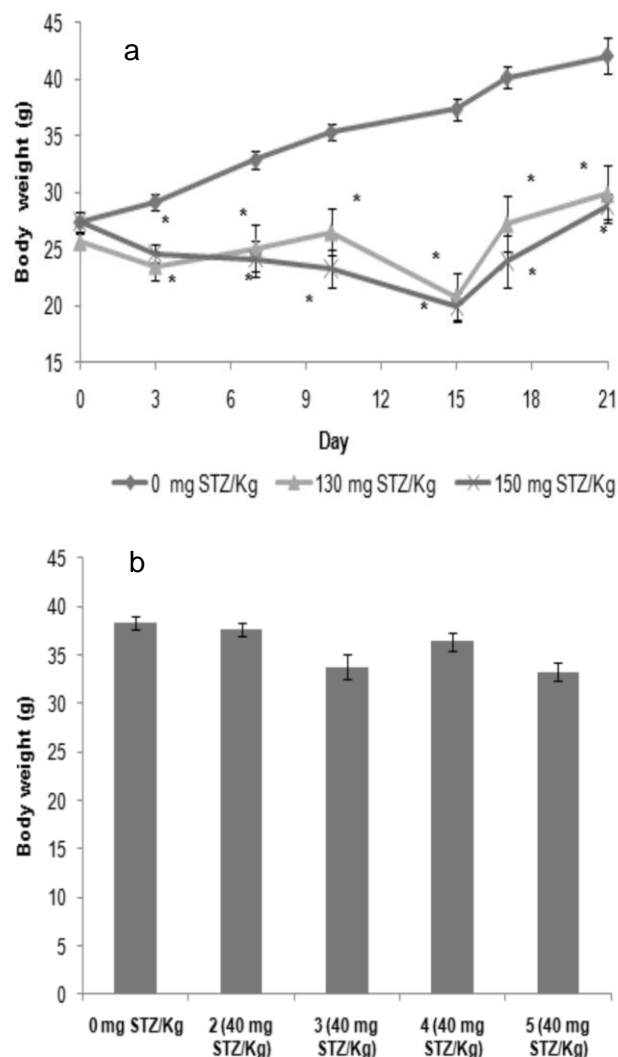 a
45
40
35
30
25
20
15
Body weight (g)
* * * * * *
* * * * * *
0 3 6 9 12 15 18 21
Day
0 mg STZ/Kg 130 mg STZ/Kg 150 mg STZ/Kg
b
45
40
35
30
25
20
15
10
5
0
Body weight (g)
0 mg STZ/Kg 2 (40 mg 3 (40 mg 4 (40 mg 5 (40 mg
STZ/Kg) STZ/Kg) STZ/Kg) STZ/Kg)